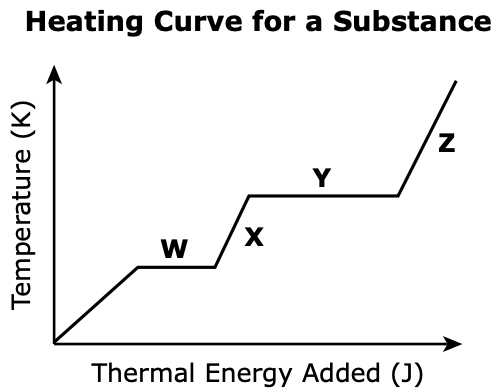 Heating Curve for a Substance
Temperature (K)
W
X
Y
Z
Thermal Energy Added (J)